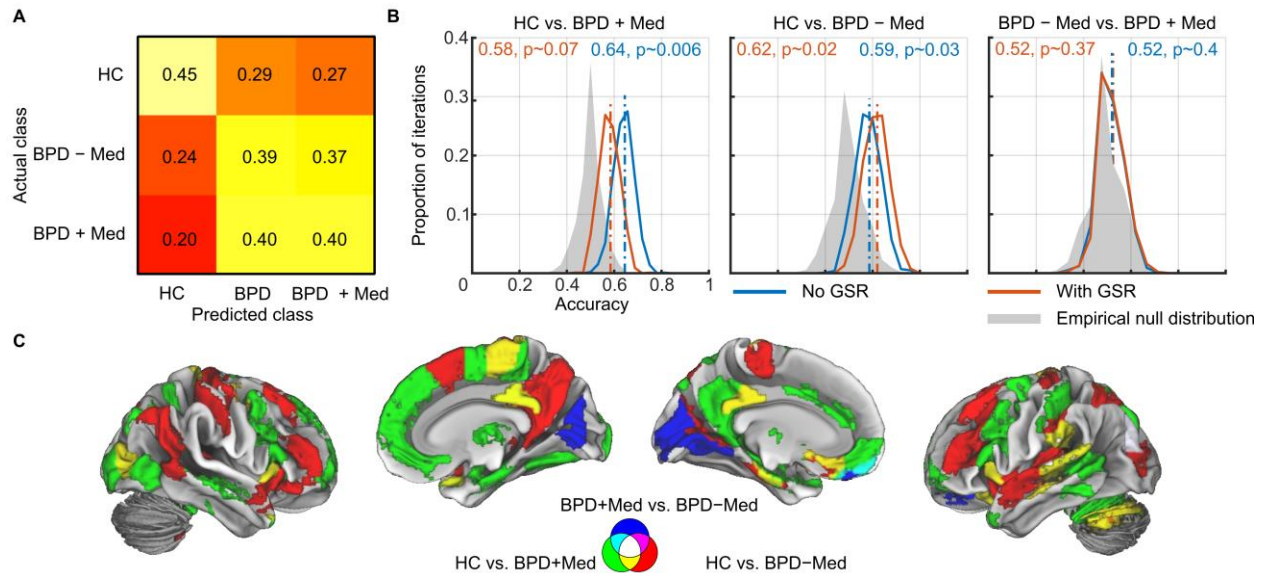 A
HC
BPD − Med
BPD + Med
Actual class
0.45 0.29 0.27
0.24 0.39 0.37
0.20 0.40 0.40
HC BPD BPD + Med
Predicted class
B
HC vs. BPD + Med
HC vs. BPD − Med
BPD − Med vs. BPD + Med
0.58, p~0.07 0.64, p~0.006
0.62, p~0.02 0.59, p~0.03
0.52, p~0.37 0.52, p~0.4
Proportion of iterations
0.4
0.3
0.2
0.1
0 0.2 0.4 0.6 0.8 1
Accuracy
No GSR
With GSR
Empirical null distribution
C
BPD+Med vs. BPD−Med
HC vs. BPD+Med
HC vs. BPD−Med